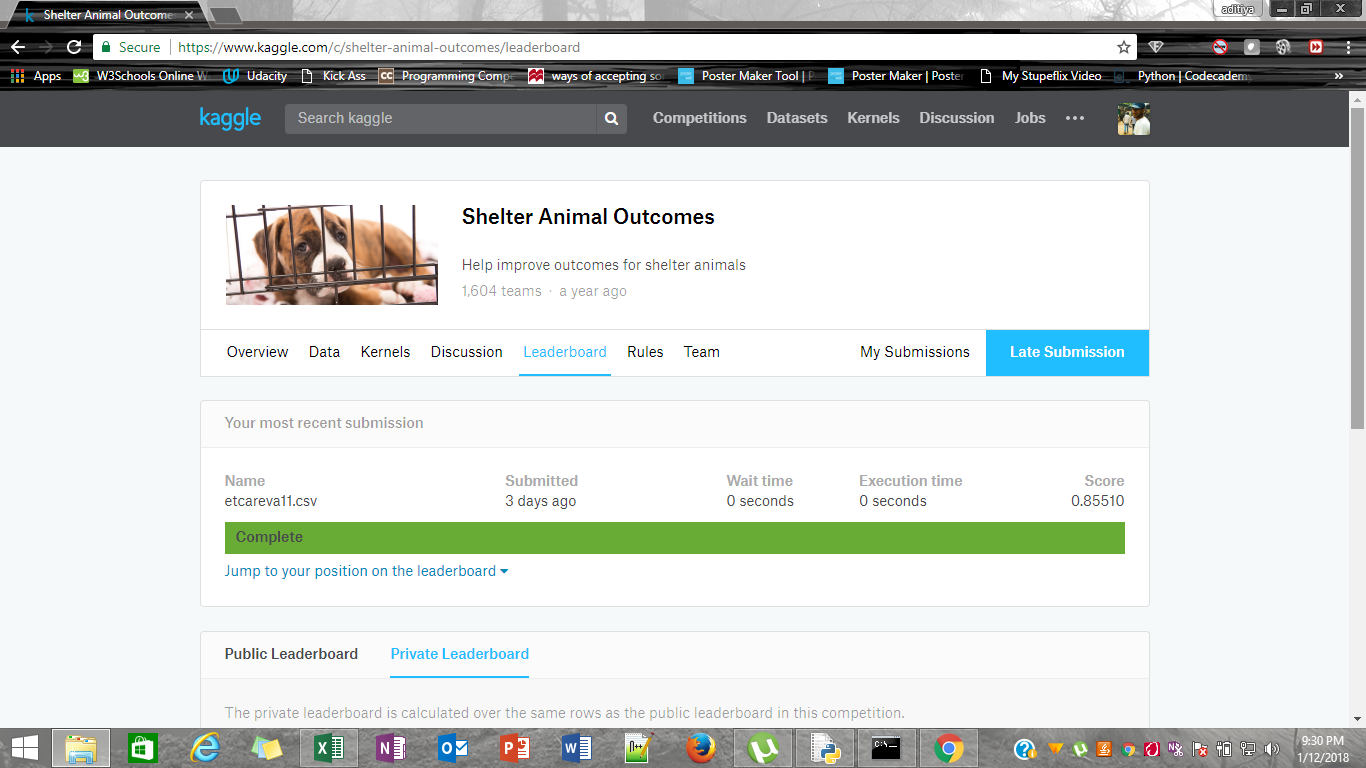 Shelter Animal Outcome
aditya
Secure https://www.kaggle.com/c/shelter-animal-outcomes/leaderboard
Apps W3Schools Online W Udacity Kick Ass CC Programming Comp ways of accepting so Poster Maker Tool | P Poster Maker | Poster My Stupeflix Video Python | Codecadem »
kaggle Search kaggle Competitions Datasets Kernels Discussion Jobs
Shelter Animal Outcomes
Help improve outcomes for shelter animals
1,604 teams · a year ago
Overview Data Kernels Discussion Leaderboard Rules Team My Submissions Late Submission
Your most recent submission
Name Submitted Wait time Execution time Score
etcareva11.csv 3 days ago 0 seconds 0 seconds 0.85510
Complete
Jump to your position on the leaderboard
Public Leaderboard Private Leaderboard
The private leaderboard is calculated over the same rows as the public leaderboard in this competition.
9:30 PM
1/12/2018